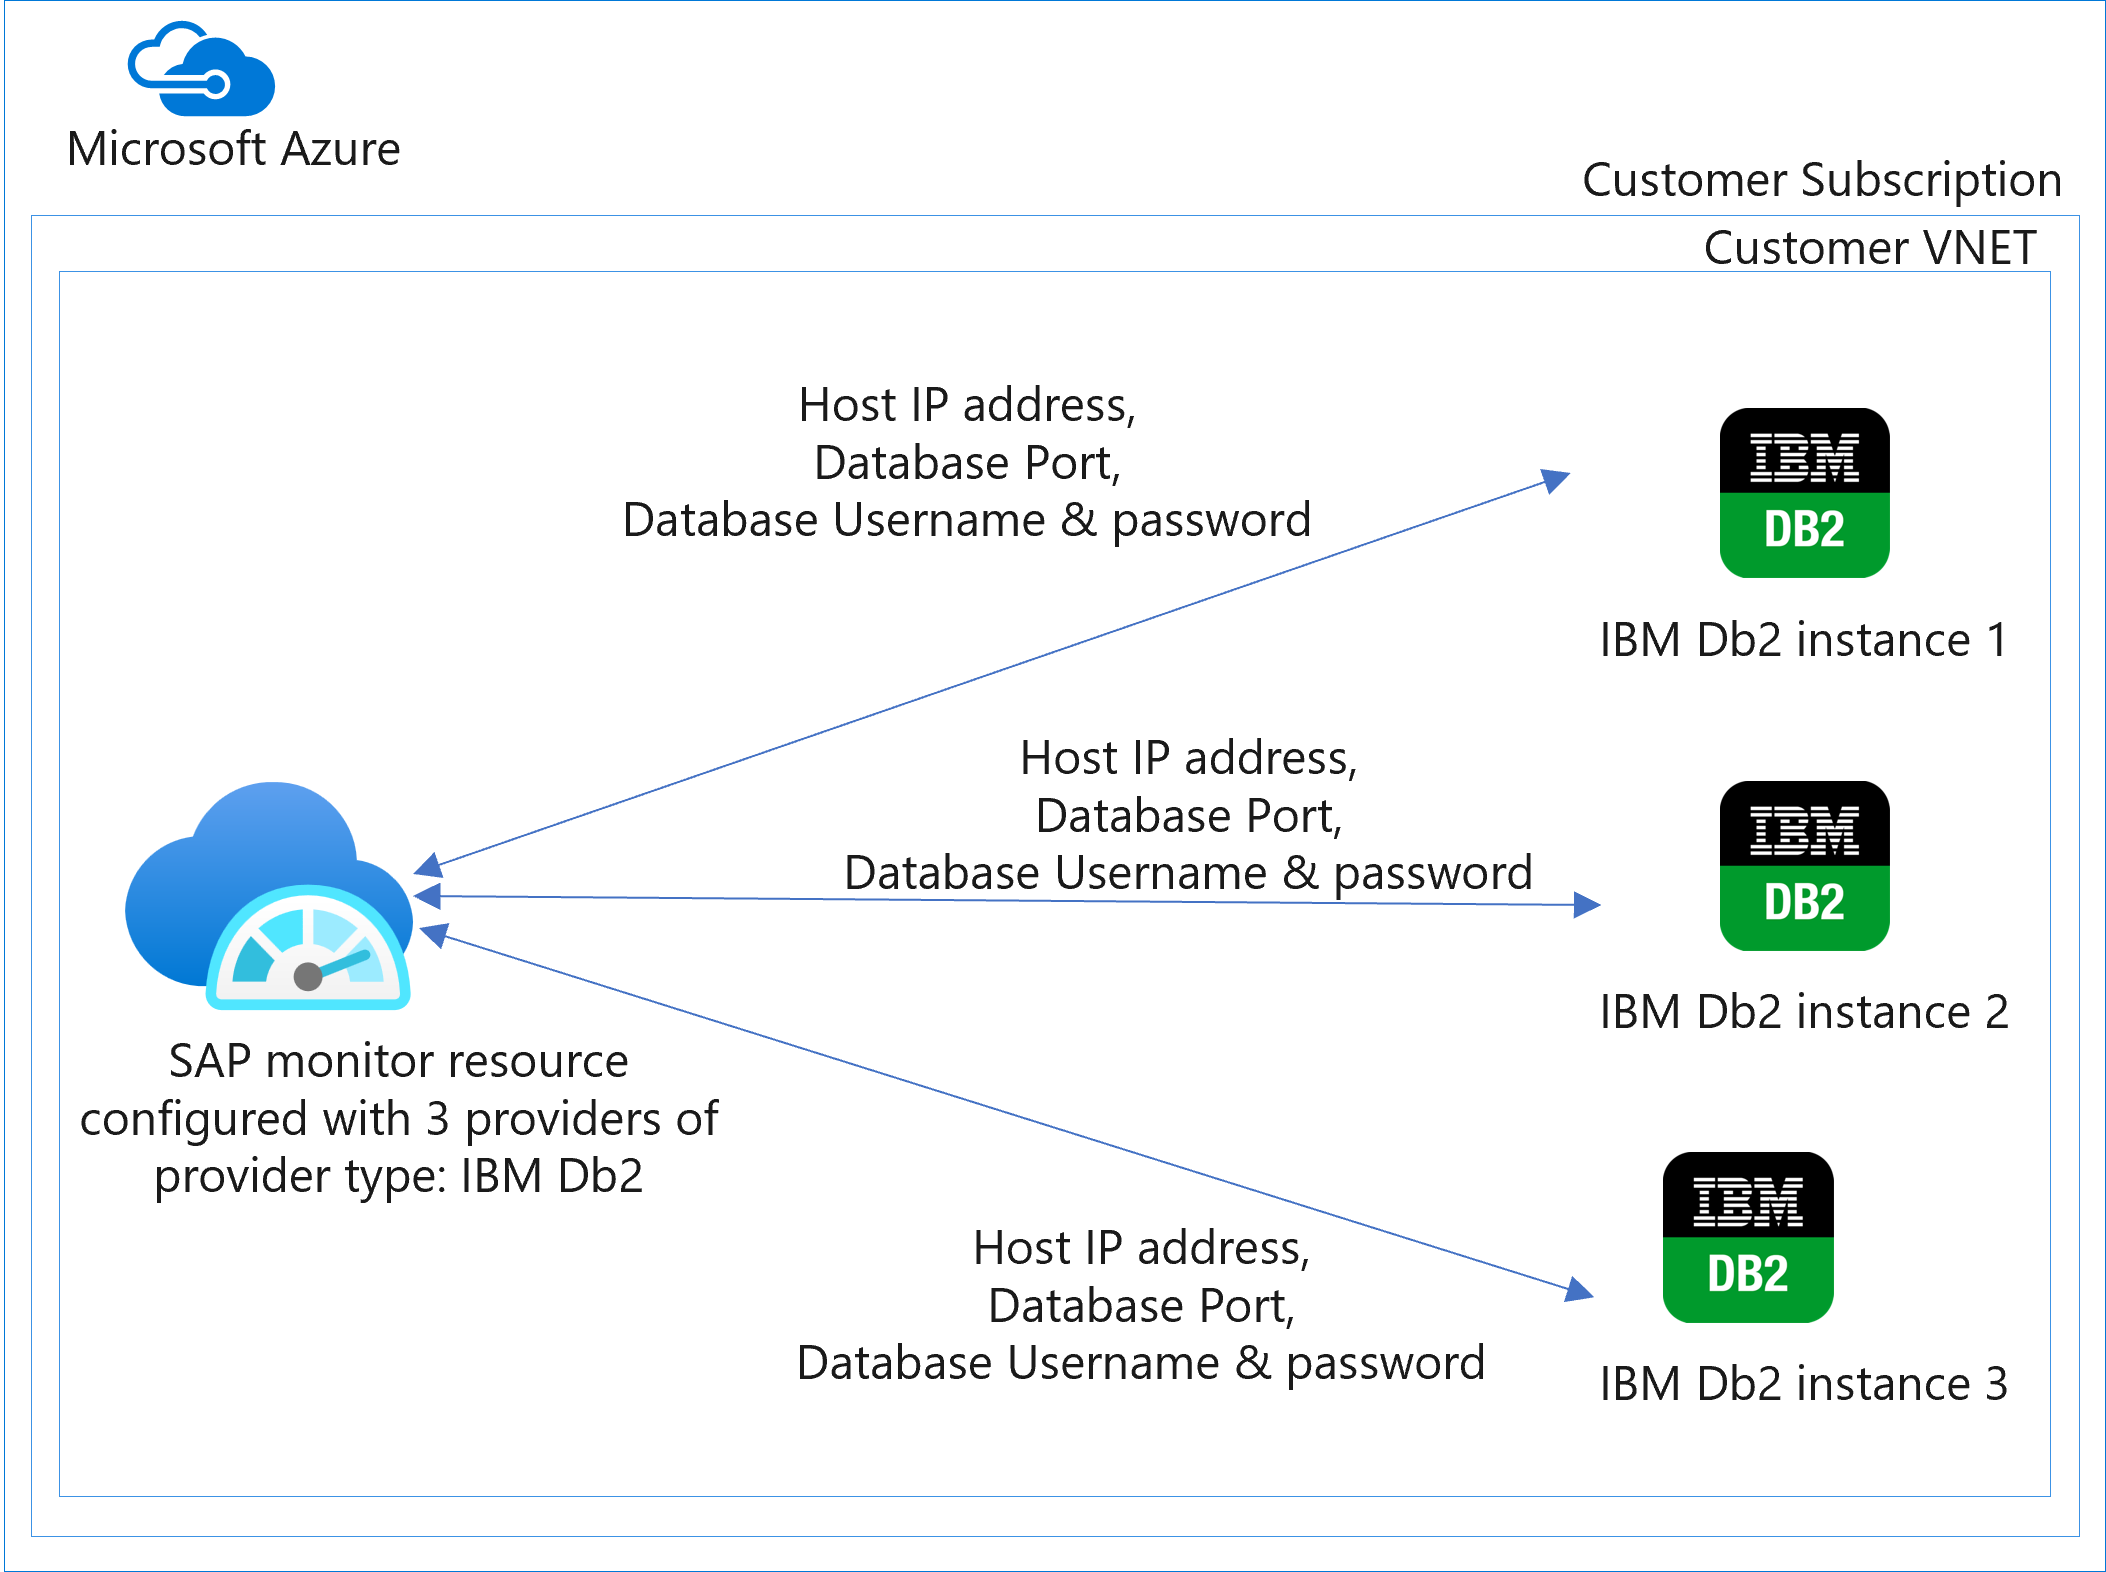 Microsoft Azure
Customer Subscription
Customer VNET
Host IP address,
Database Port,
Database Username & password
IBM
DB2
IBM Db2 instance 1
Host IP address,
Database Port,
Database Username & password
IBM
DB2
IBM Db2 instance 2
SAP monitor resource
configured with 3 providers of
provider type: IBM Db2
Host IP address,
Database Port,
Database Username & password
IBM
DB2
IBM Db2 instance 3